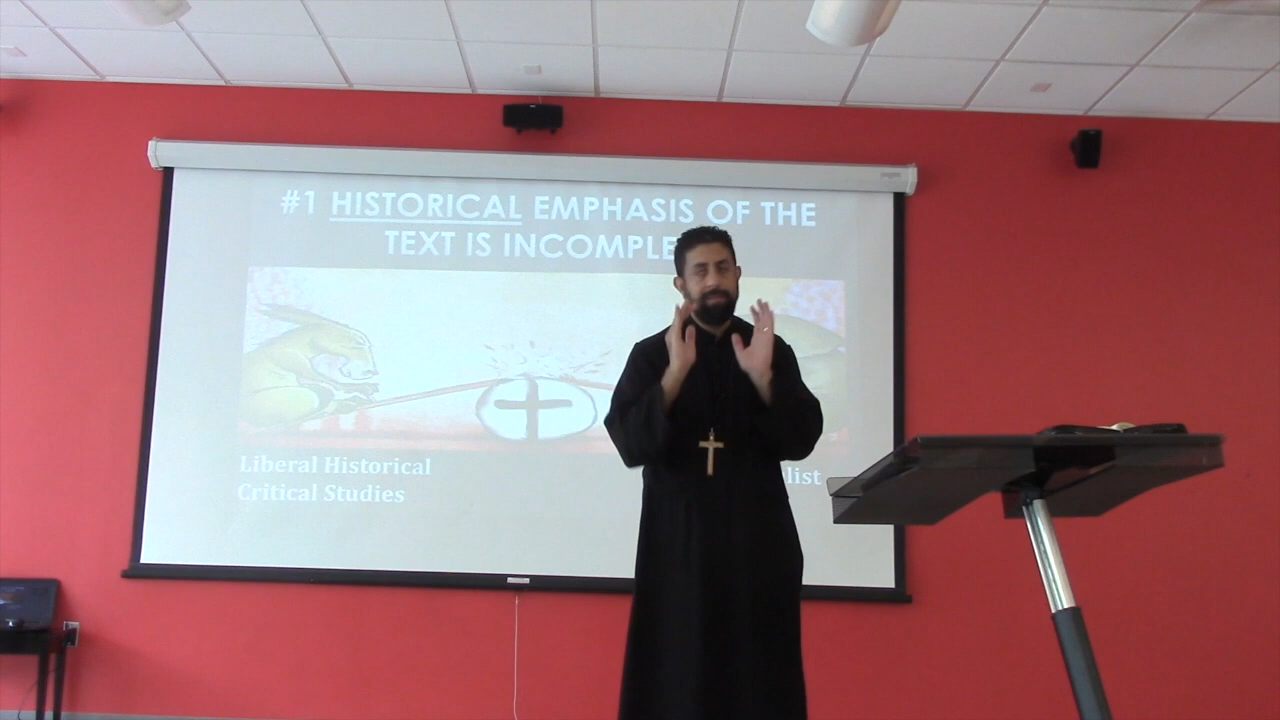 #1 HISTORICAL EMPHASIS OF THE
TEXT IS INCOMPLE
Liberal Historical
list
Critical Studies